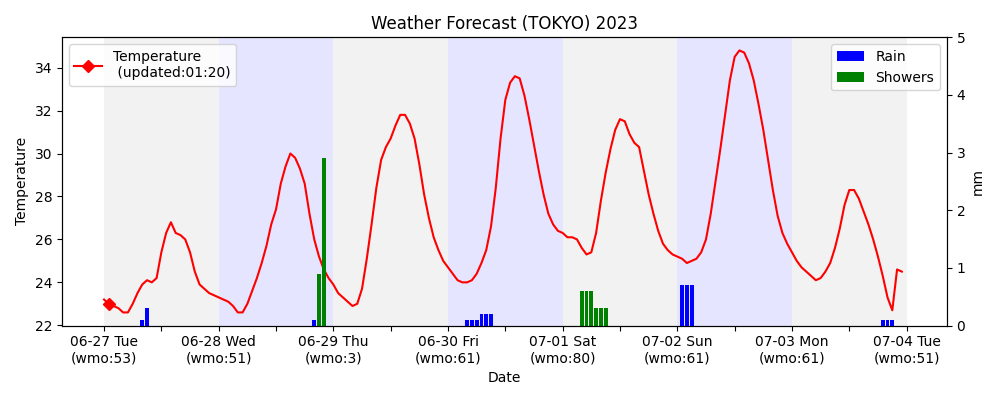 Weather Forecast (TOKYO) 2023
Temperature
(updated:01:20)
Rain
Showers
34
32
30
28
26
24
22
Temperature
5
4
3
2
1
0
mm
06-27 Tue
(wmo:53)
06-28 Wed
(wmo:51)
06-29 Thu
(wmo:3)
06-30 Fri
(wmo:61)
07-01 Sat
(wmo:80)
07-02 Sun
(wmo:61)
07-03 Mon
(wmo:61)
07-04 Tue
(wmo:51)
Date